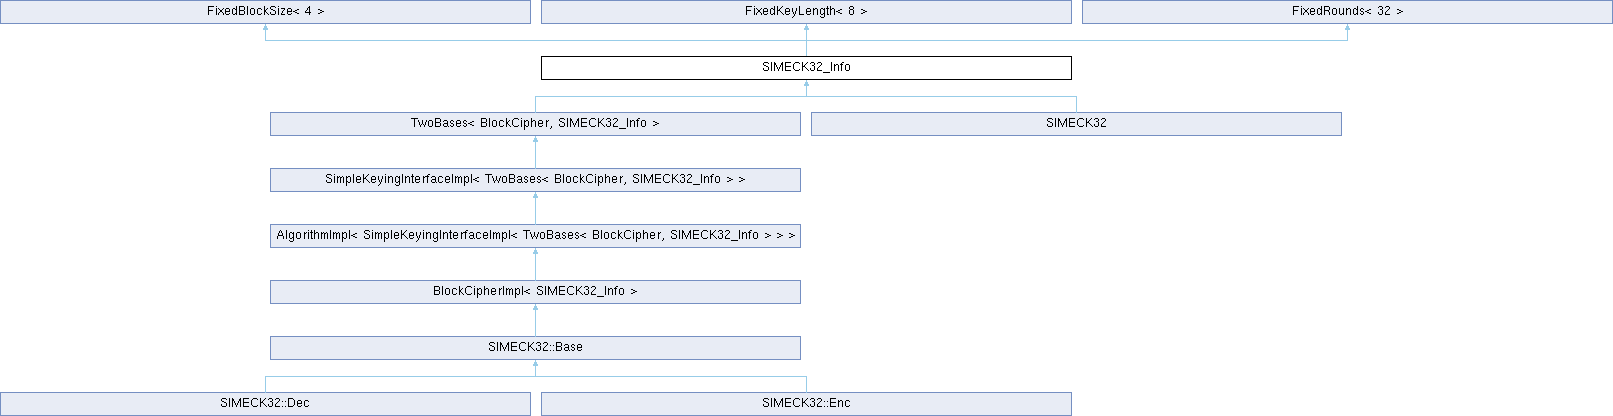 FixedBlockSize< 4 >
FixedKeyLength< 8 >
FixedRounds< 32 >
SIMECK32_Info
TwoBases< BlockCipher, SIMECK32_Info >
SIMECK32
SimpleKeyingInterfaceImpl< TwoBases< BlockCipher, SIMECK32_Info > >
AlgorithmImpl< SimpleKeyingInterfaceImpl< TwoBases< BlockCipher, SIMECK32_Info > > >
BlockCipherImpl< SIMECK32_Info >
SIMECK32::Base
SIMECK32::Dec
SIMECK32::Enc